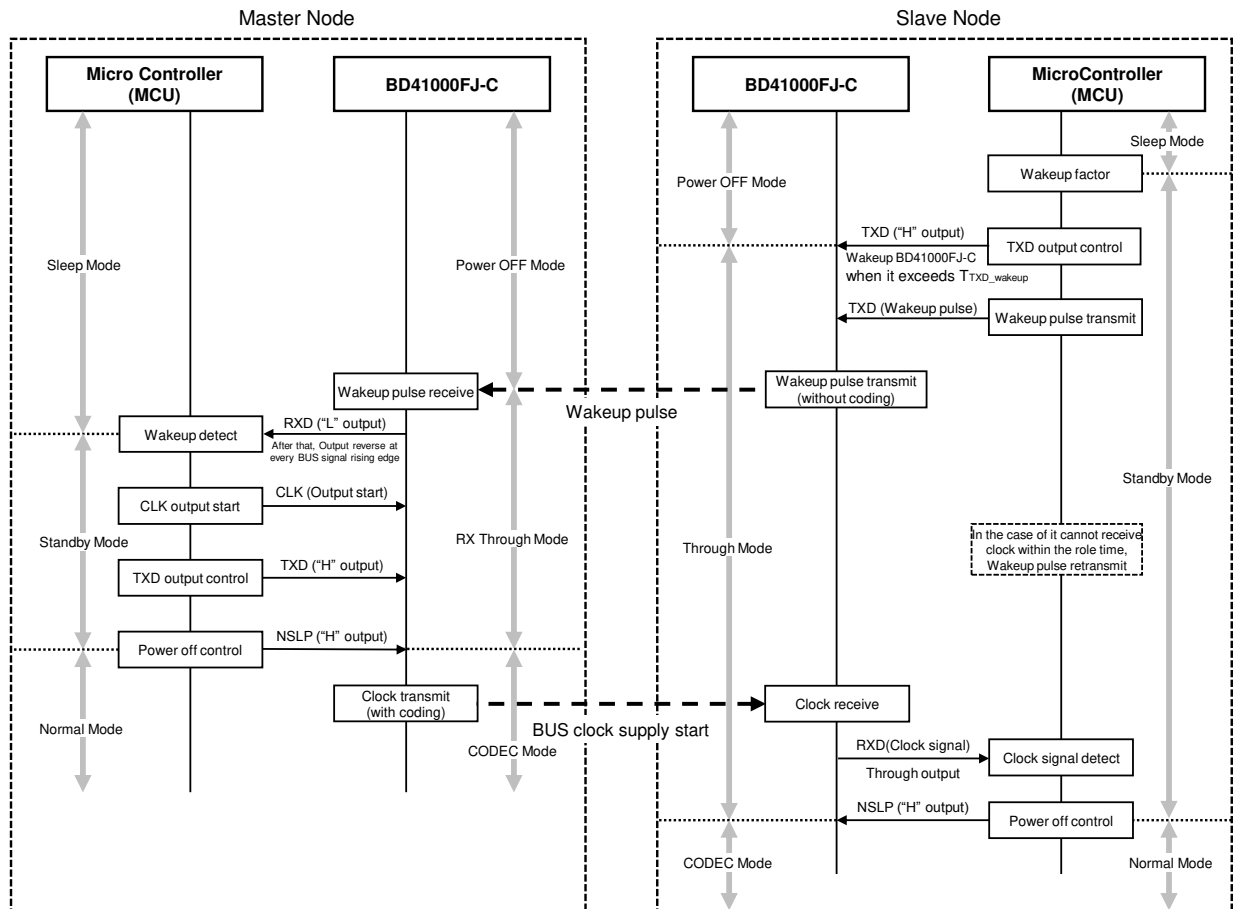 Master Node
Slave Node
Micro Controller
(MCU)
BD41000FJ-C
BD41000FJ-C
MicroController
(MCU)
Sleep Mode
Wakeup factor
Power OFF Mode
TXD ("H" output)
TXD output control
Wakeup BD41000FJ-C
when it exceeds TTXD_wakeup
Sleep Mode
Power OFF Mode
TXD (Wakeup pulse)
Wakeup pulse transmit
Wakeup pulse receive
Wakeup pulse
Wakeup pulse transmit
(without coding)
Wakeup detect
RXD ("L" output)
After that, Output reverse at
every BUS signal rising edge
Standby Mode
CLK output start
CLK (Output start)
Standby Mode
RX Through Mode
Through Mode
In the case of it cannot receive
clock within the role time,
Wakeup pulse retransmit
TXD output control
TXD ("H" output)
Power off control
NSLP ("H" output)
Clock transmit
(with coding)
BUS clock supply start
Clock receive
Normal Mode
CODEC Mode
RXD(Clock signal)
Through output
Clock signal detect
NSLP ("H" output)
Power off control
CODEC Mode
Normal Mode